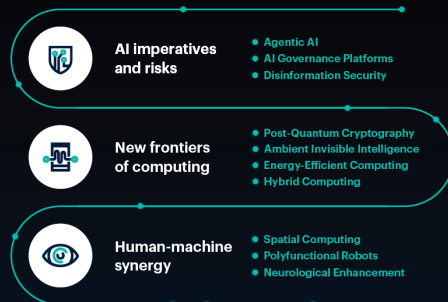 AI imperatives
and risks
Agentic AI
AI Governance Platforms
Disinformation Security
New frontiers
of computing
Post-Quantum Cryptography
Ambient Invisible Intelligence
Energy-Efficient Computing
Hybrid Computing
Human-machine
synergy
Spatial Computing
Polyfunctional Robots
Neurological Enhancement